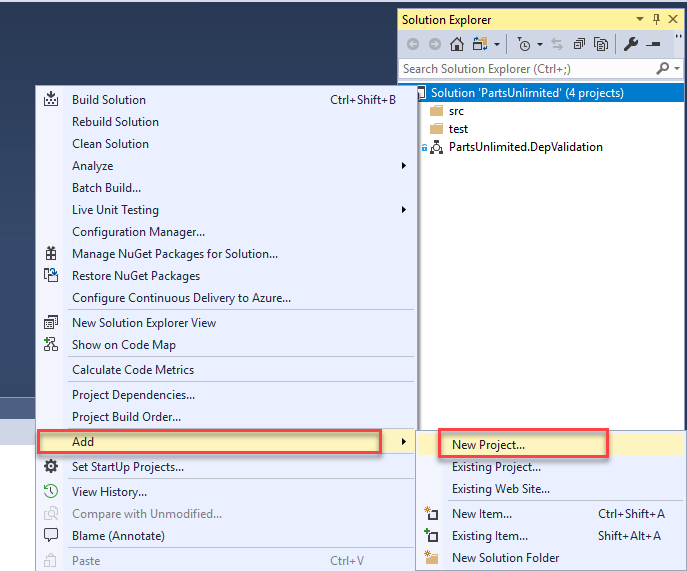 Solution Explorer
Search Solution Explorer (Ctrl+;)
Solution 'PartsUnlimited' (4 projects)
src
test
PartsUnlimited.DepValidation
Build Solution Ctrl+Shift+B
Rebuild Solution
Clean Solution
Analyze
Batch Build...
Live Unit Testing
Configuration Manager...
Manage NuGet Packages for Solution...
Restore NuGet Packages
Configure Continuous Delivery to Azure...
New Solution Explorer View
Show on Code Map
Calculate Code Metrics
Project Dependencies...
Project Build Order...
Add
Set StartUp Projects...
View History...
Compare with Unmodified...
Blame (Annotate)
Paste Ctrl+V
New Project...
Existing Project...
Existing Web Site...
New Item... Ctrl+Shift+A
Existing Item... Shift+Alt+A
New Solution Folder